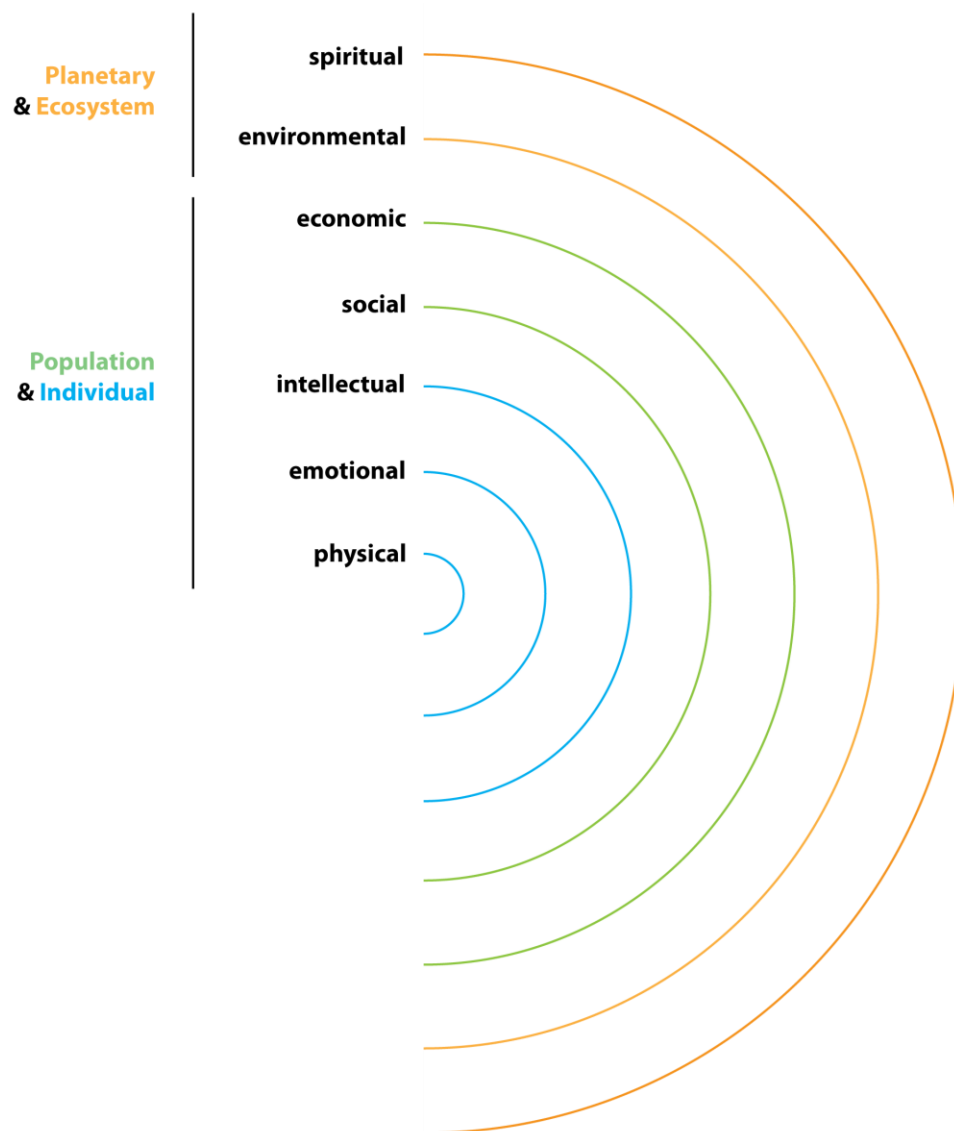 spiritual
Planetary
& Ecosystem
environmental
economic
social
Population
& Individual
intellectual
emotional
physical